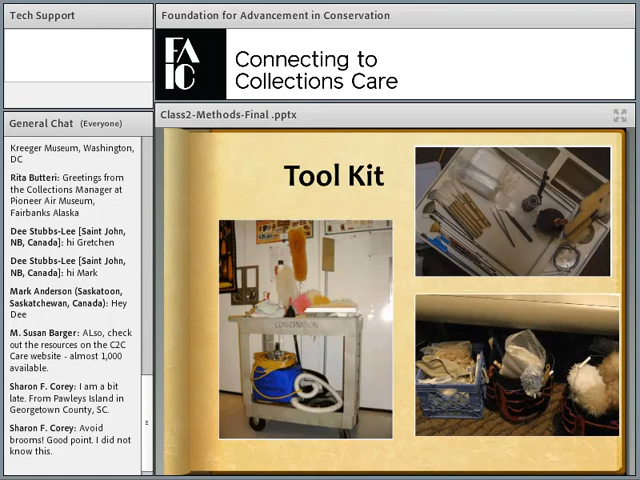 Tech Support
Foundation for Advancement in Conservation
FA
IC
Connecting to
Collections Care
General Chat (Everyone)
Kreeger Museum, Washington,
DC
Rita Butteri: Greetings from
the Collections Manager at
Pioneer Air Museum,
Fairbanks Alaska
Dee Stubbs-Lee [Saint John,
NB, Canada]: hi Gretchen
Dee Stubbs-Lee [Saint John,
NB, Canada]: hi Mark
Mark Anderson (Saskatoon,
Saskatchewan, Canada): Hey
Dee
M. Susan Barger: ALso, check
out the resources on the C2C
Care website - almost 1,000
available.
Sharon F. Corey: I am a bit
late. From Pawleys Island in
Georgetown County, SC.
Sharon F. Corey: Avoid
brooms! Good point. I did not
know this.
Class2-Methods-Final .pptx
Tool Kit
CONSERVATION